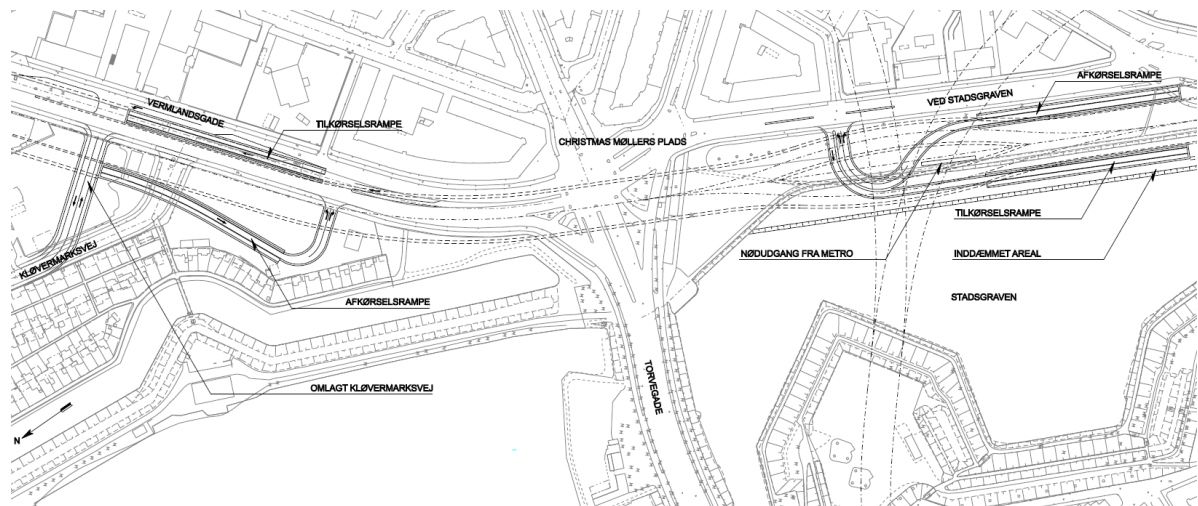 AFKØRSELSRAMPE
VED STADSGRAVEN
VERMLANDSGADE
TILKØRSELSRAMPE
CHRISTMAS MØLLERS PLADS
TILKØRSELSRAMPE
KLØVERMARKSVEJ
NØDUDGANG FRA METRO
INDDÆMMET AREAL
AFKØRSELSRAMPE
STADSGRAVEN
OMLAGT KLØVERMARKSVEJ
TORVEGADE
N